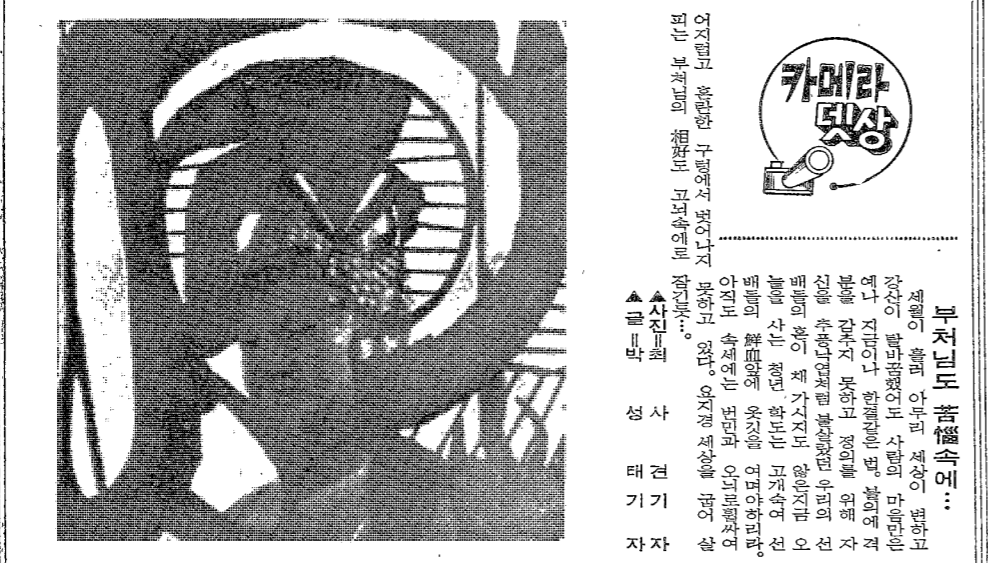 카메라
뎃상
부처님도 苦惱속에…
세월이 흘러 아무리 세상이 변하고
강산이 탈바꿈했어도 사람의 마음만은
예나 지금이나 한결같은 법。불의에 격
분을 감추지 못하고 정의를 위해 자
신을 추풍낙엽처럼 불살랐던 우리의 선
배들의 혼이 채 가시지도 않은지금 오
늘을 사는 청년 학도는 고개숙여 선
배들의 鮮血앞에 옷깃을 여며야하리라。
아직도 속세에는 번민과 오뇌로휩싸여
어지럽고 혼란한 구렁에서 벗어나지 못하고 있다。요지경 세상을 굽어 살
피는 부처님의 相好도 고뇌속에로 잠긴듯…。
▲사진=최 사 견 기 자
▲글=박 성 태 기 자